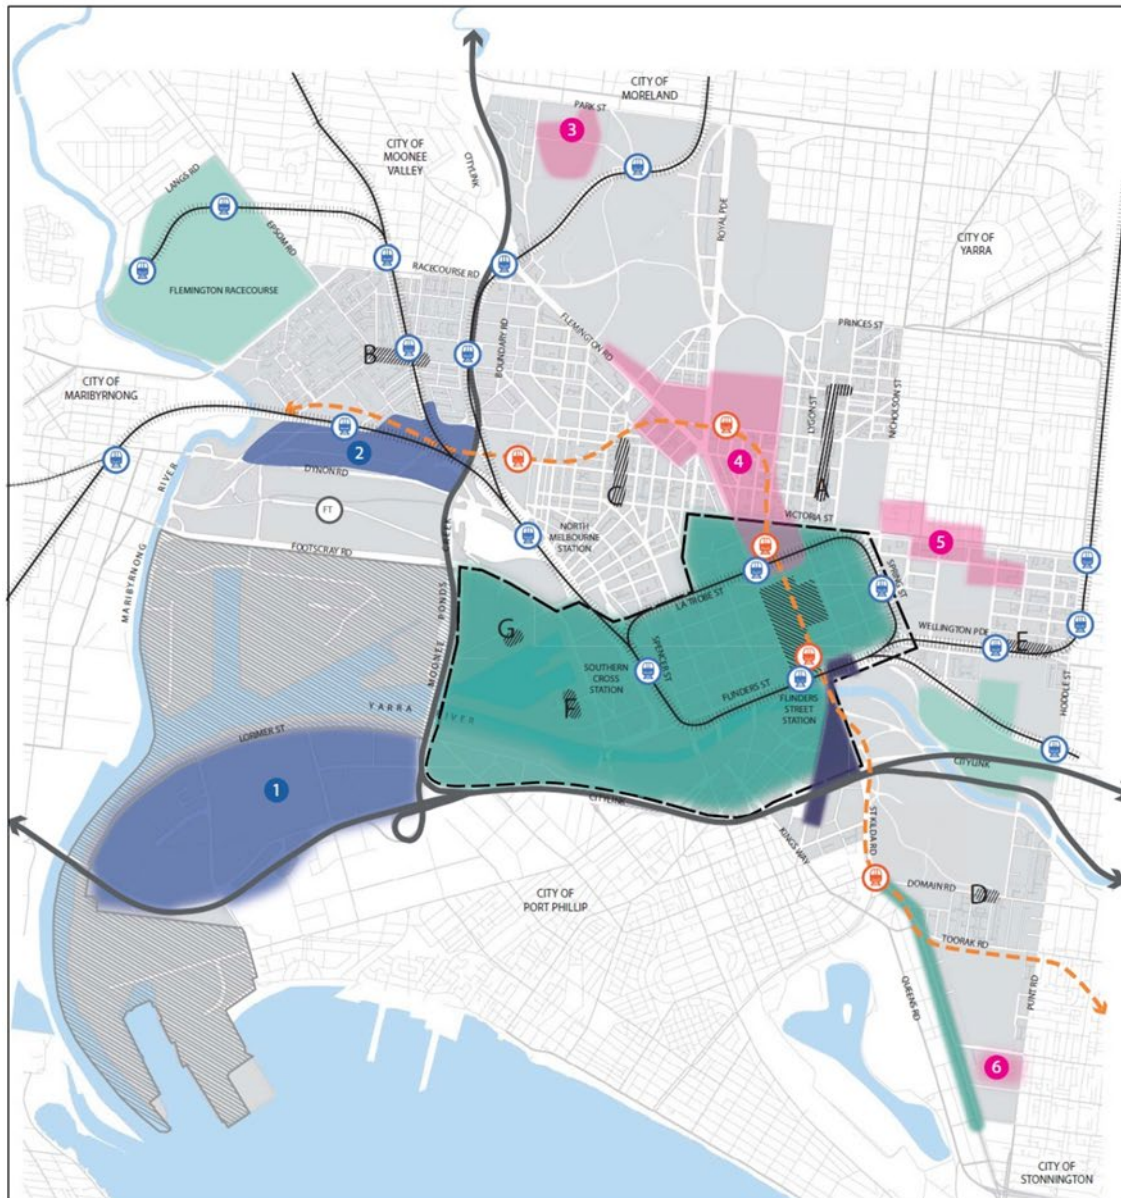 CITY OF
MORELAND
PARK ST
3
CITY OF
MOONEE
VALLEY
CITYLINK
LANGS RD
EPSOM RD
ROYAL PDE
CITY OF
YARRA
RACECOURSE RD
FLEMINGTON RACECOURSE
BOUNDARY RD
FLEMINGTON RD
PRINCES ST
B
CITY OF
MARIBYRNONG
LYGON ST
NICHOLSON ST
2
DYNON RD
4
C
A
RIVER
MARIBYRNONG
FT
FOOTSCRAY RD
CREEK
PONDS
MOONEE
NORTH
MELBOURNE
STATION
VICTORIA ST
5
SPRING ST
LA TROBE ST
G
WELLINGTON PDE
E
SPENCER ST
SOUTHERN
CROSS
STATION
FLINDERS ST
FLINDERS
STREET
STATION
HODDLE ST
F
YARRA
RIVER
LORIMER ST
CITYLINK
1
CITYLINK
KINGS WAY
ST KILDA RD
CITY OF
PORT PHILLIP
DOMAIN RD
D
TOORAK RD
QUEENS RD
PUNT RD
6
CITY OF
STONNINGTON